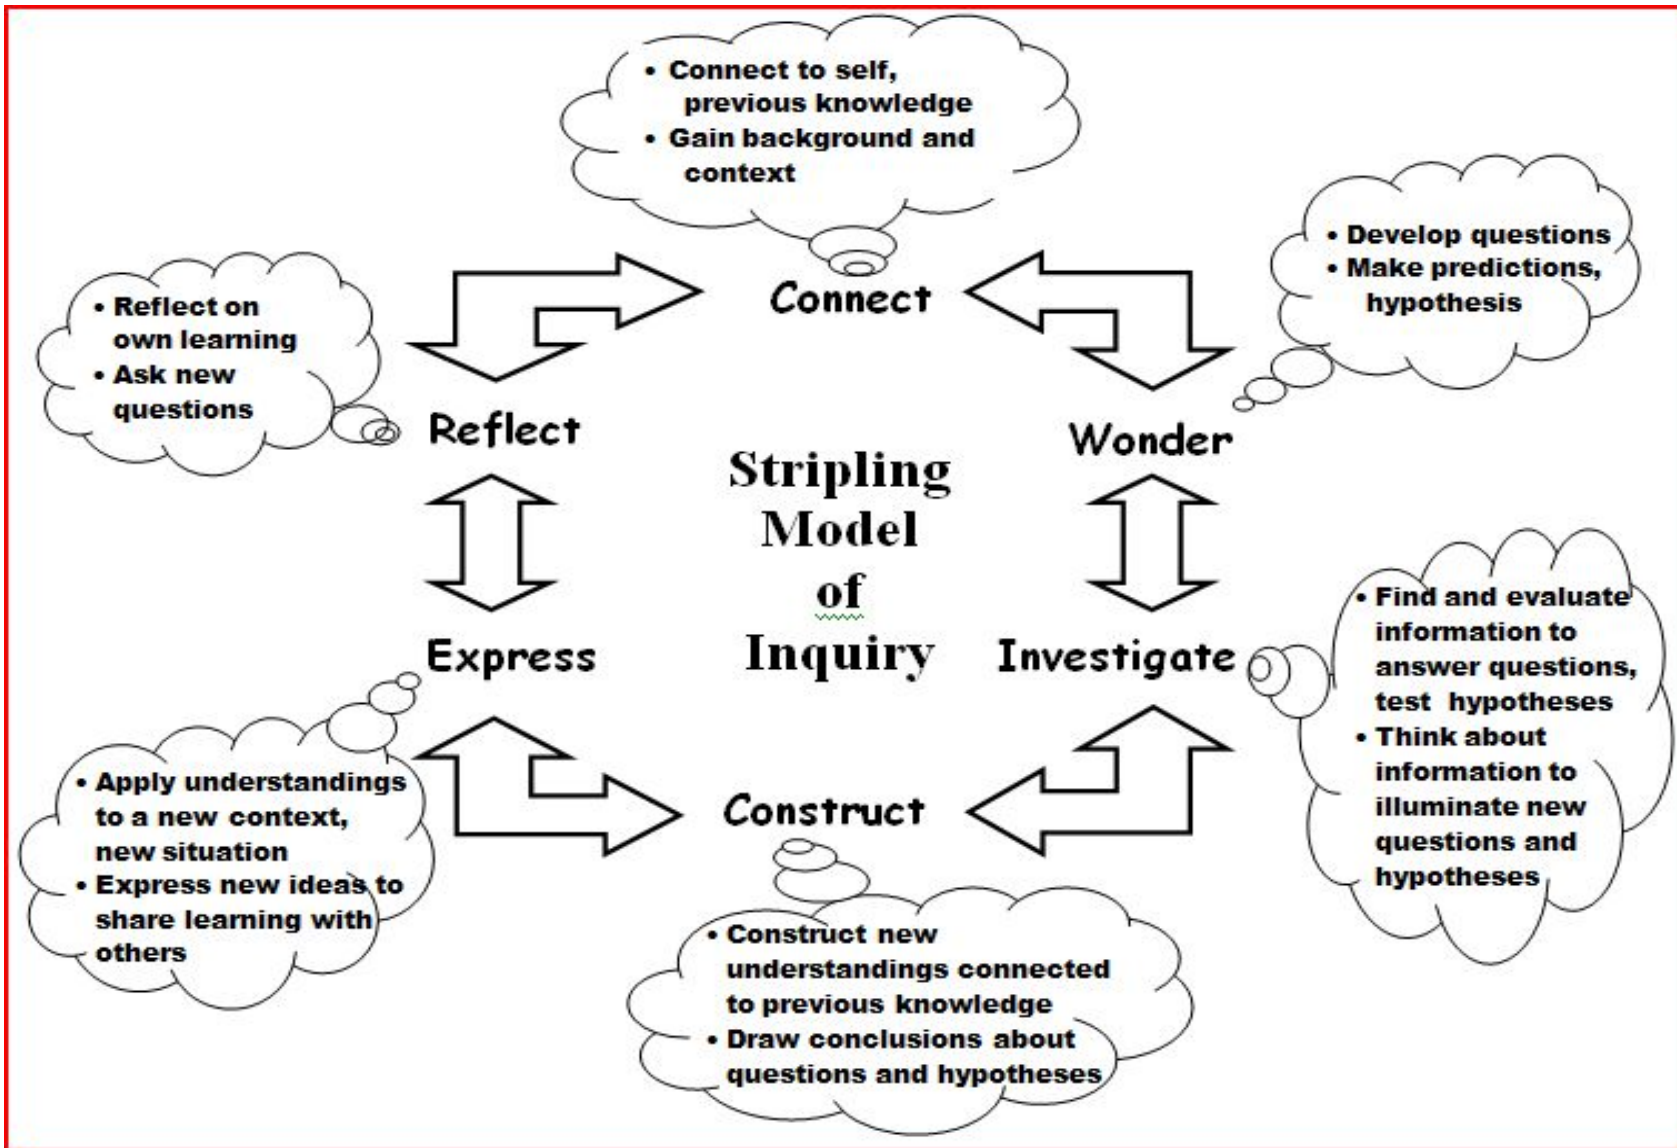 • Connect to self,
previous knowledge
• Gain background and
context
Connect
• Develop questions
• Make predictions,
hypothesis
Wonder
• Find and evaluate
information to
answer questions,
test hypotheses
• Think about
information to
illuminate new
questions and
hypotheses
Investigate
Construct
• Construct new
understandings connected
to previous knowledge
• Draw conclusions about
questions and hypotheses
Express
• Apply understandings
to a new context,
new situation
• Express new ideas to
share learning with
others
Reflect
• Reflect on
own learning
• Ask new
questions
Stripling
Model
of
Inquiry